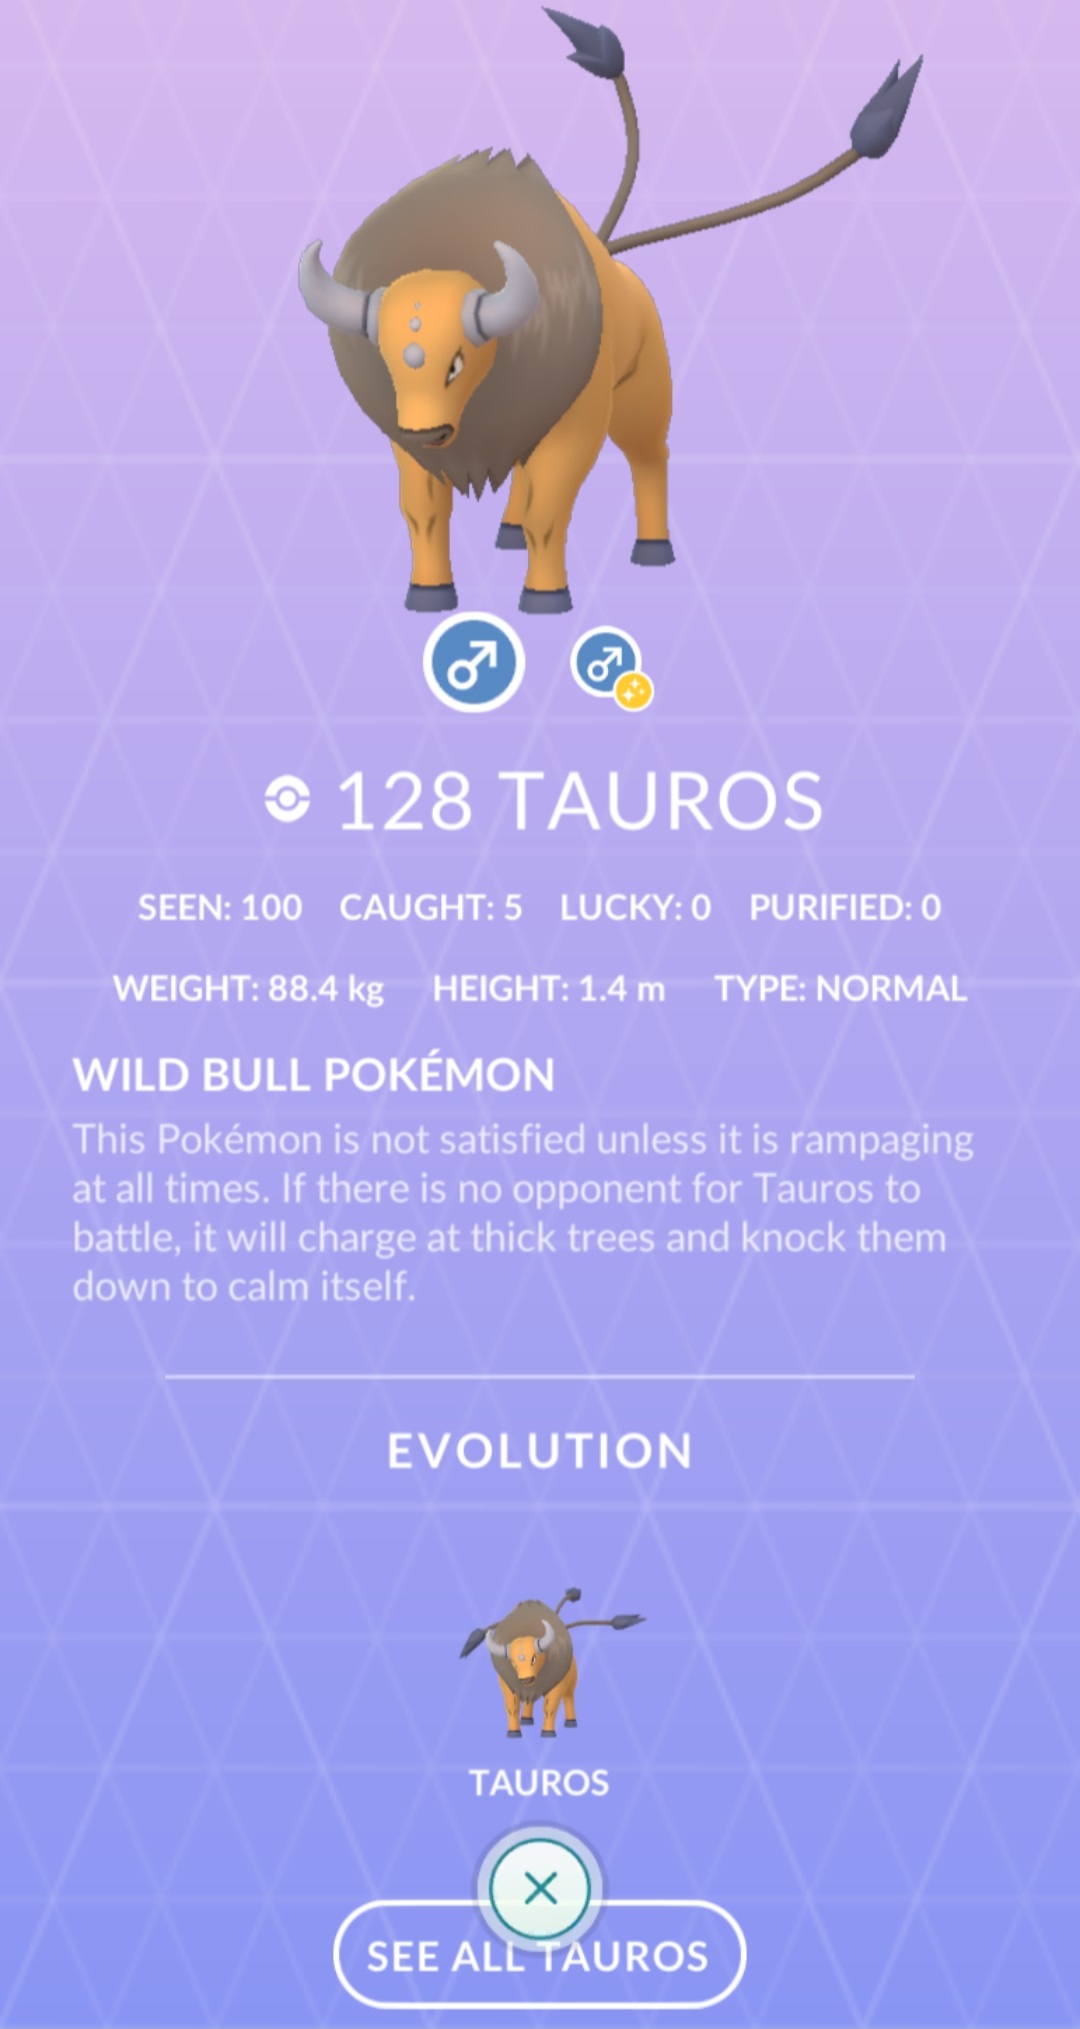 128 TAUROS
SEEN: 100 CAUGHT: 5 LUCKY: 0 PURIFIED: 0
WEIGHT: 88.4 kg HEIGHT: 1.4 m TYPE: NORMAL
WILD BULL POKÉMON
This Pokémon is not satisfied unless it is rampaging
at all times. If there is no opponent for Tauros to
battle, it will charge at thick trees and knock them
down to calm itself.
EVOLUTION
TAUROS
SEE ALL TAUROS